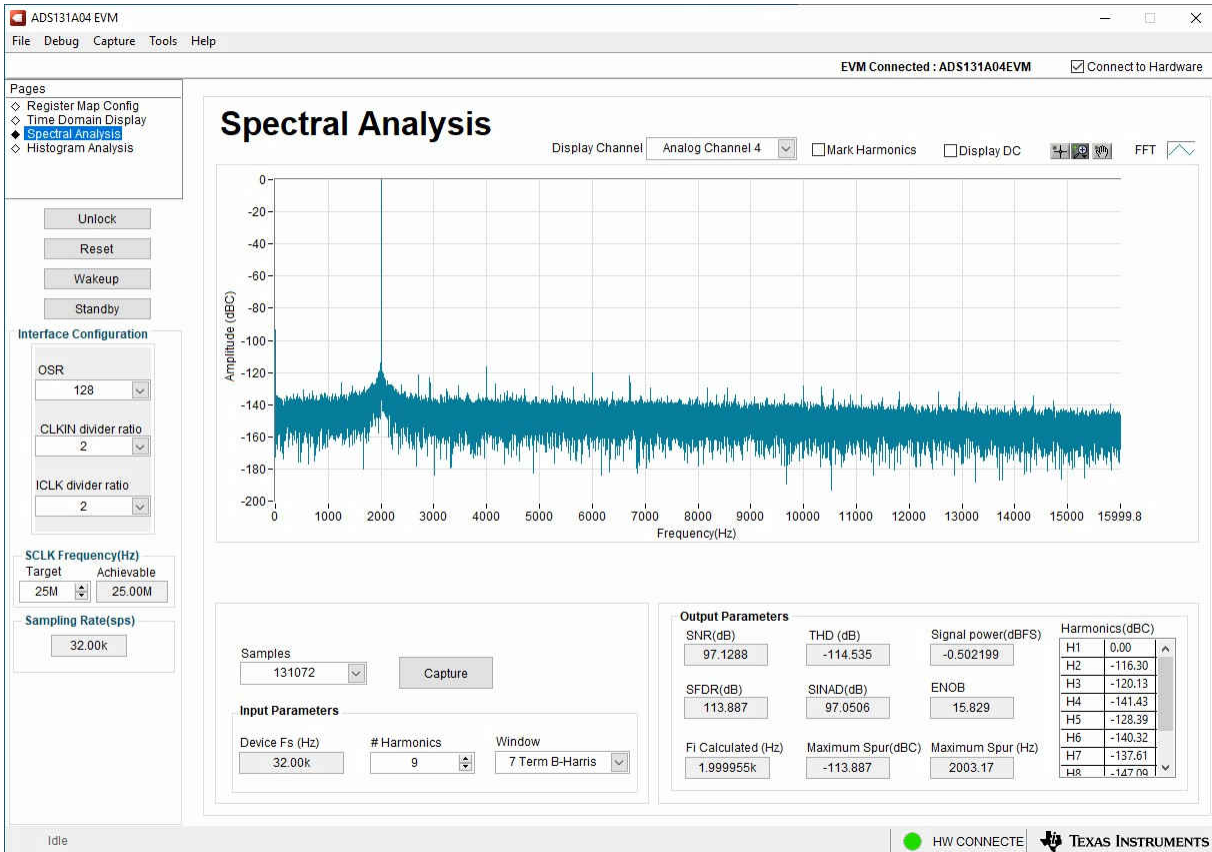 ADS131A04 EVM
File Debug Capture Tools Help
EVM Connected : ADS131A04EVM
Connect to Hardware
Pages
Register Map Config
Time Domain Display
Spectral Analysis
Histogram Analysis
Unlock
Reset
Wakeup
Standby
Interface Configuration
OSR
128
CLKIN divider ratio
2
ICLK divider ratio
2
SCLK Frequency(Hz)
Target Achievable
25M 25.00M
Sampling Rate(sps)
32.00k
Spectral Analysis
Display Channel Analog Channel 4 Mark Harmonics Display DC FFT
Amplitude (dBC)
0
-20
-40
-60
-80
-100
-120
-140
-160
-180
-200
0 1000 2000 3000 4000 5000 6000 7000 8000 9000 10000 11000 12000 13000 14000 15000 15999.8
Frequency(Hz)
Samples
131072
Capture
Input Parameters
Device Fs (Hz) # Harmonics Window
32.00k 9 7 Term B-Harris
Output Parameters
SNR(dB) THD (dB) Signal power(dBFS)
97.1288 -114.535 -0.502199
SFDR(dB) SINAD(dB) ENOB
113.887 97.0506 15.829
Fi Calculated (Hz) Maximum Spur(dBC) Maximum Spur (Hz)
1.999955k -113.887 2003.17
Harmonics(dBC)
H1 0.00
H2 -116.30
H3 -120.13
H4 -141.43
H5 -128.39
H6 -140.32
H7 -137.61
H8 -147.09
Idle
HW CONNECTE
TEXAS INSTRUMENTS